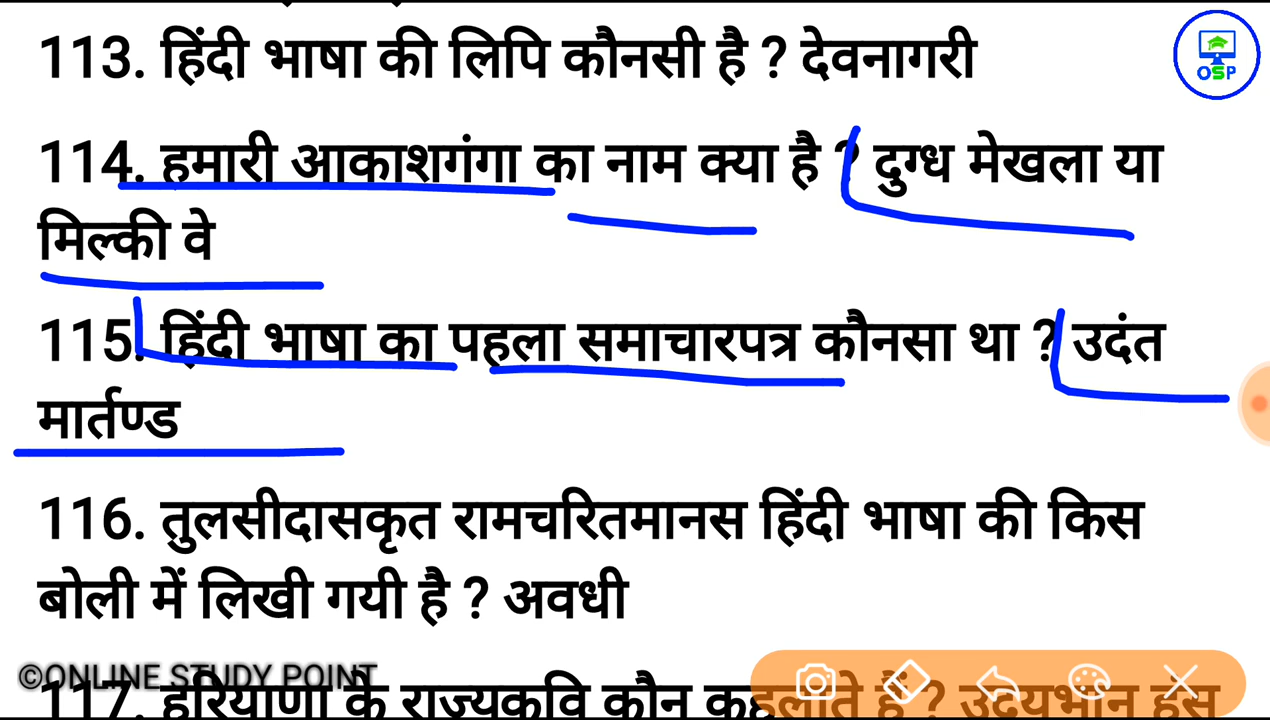 113. हिंदी भाषा की लिपि कौनसी है ? देवनागरी
OSP
114. हमारी आकाशगंगा का नाम क्या है ? दुग्ध मेखला या
मिल्की वे
115. हिंदी भाषा का पहला समाचारपत्र कौनसा था ? उदंत
मार्तण्ड
116. तुलसीदासकृत रामचरितमानस हिंदी भाषा की किस
बोली में लिखी गयी है ? अवधी
©ONLINE STUDY POINT
117. हरियाणा के राज्यकवि कौन कहलाते हैं ? उदयभान हंस